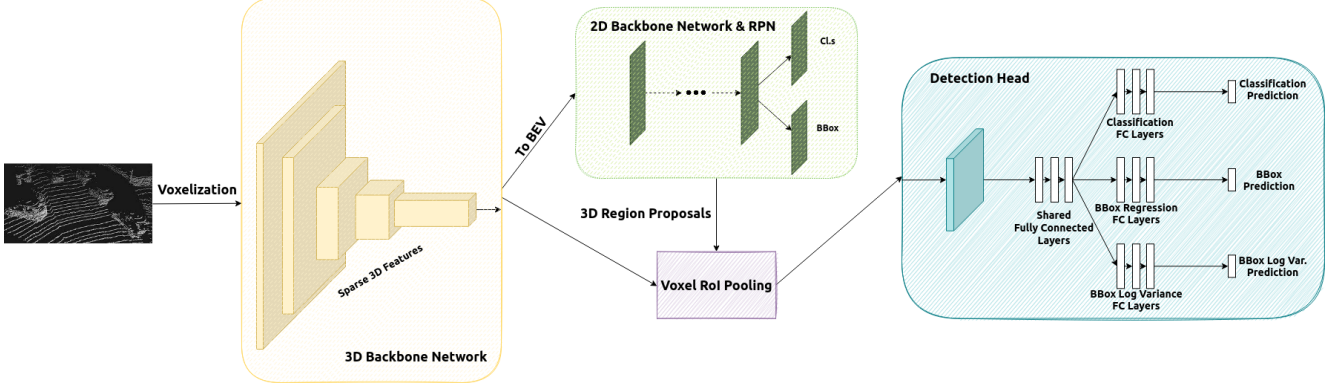 Voxelization
Sparse 3D Features
3D Backbone Network
To BEV
2D Backbone Network & RPN
Cl.s
BBox
3D Region Proposals
Voxel RoI Pooling
Detection Head
Shared
Fully Connected
Layers
Classification
FC Layers
BBox Regression
FC Layers
BBox Log Variance
FC Layers
Classification
Prediction
BBox
Prediction
BBox Log Var.
Prediction